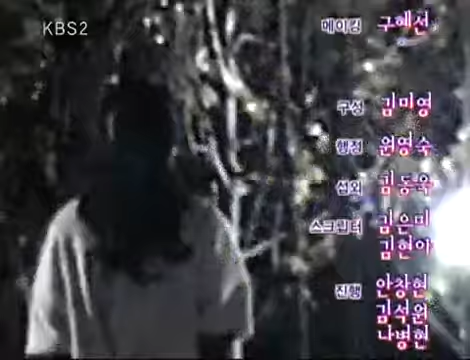 KBS2
메이킹 구혜선
구성 김미영
행정 원영수
섭외 김동욱
스크립터 김은미
김현아
진행 안창현
김석원
나병현